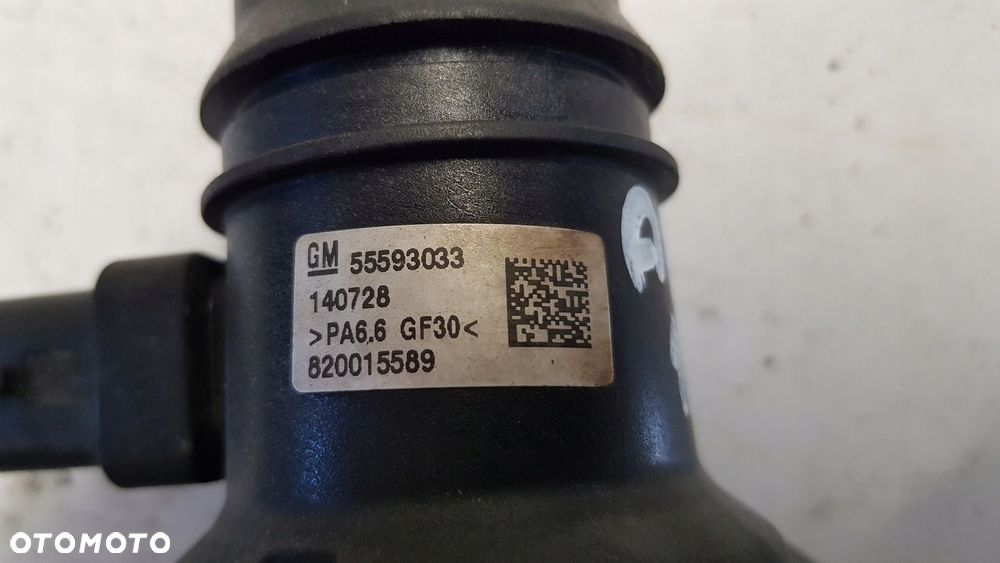 GM 55593033
140728
>PA6.6 GF30<
820015589
OTOMOTO